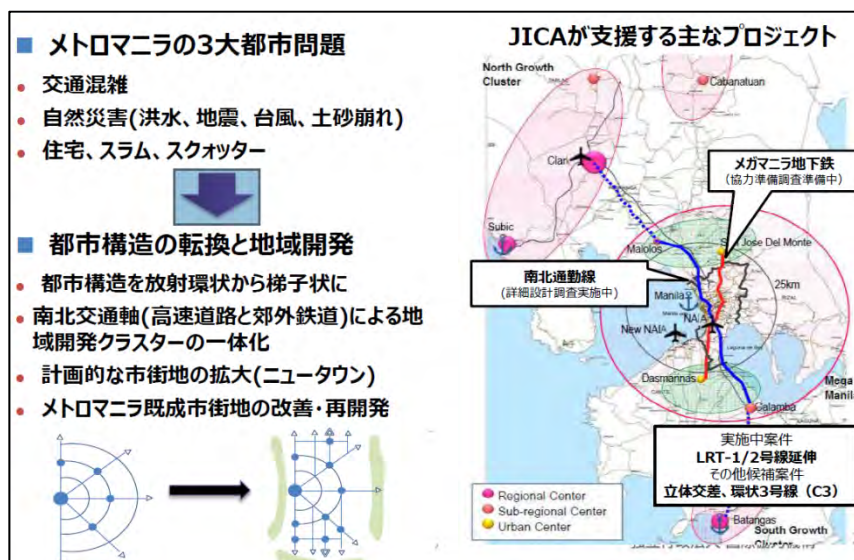 ■ メトロマニラの3大都市問題
• 交通混雑
• 自然災害(洪水、地震、台風、土砂崩れ)
• 住宅、スラム、スクォッター
■ 都市構造の転換と地域開発
• 都市構造を放射環状から梯子状に
• 南北交通軸(高速道路と郊外鉄道)による地
域開発クラスターの一体化
• 計画的な市街地の拡大(ニュータウン)
• メトロマニラ既成市街地の改善・再開発
JICAが支援する主なプロジェクト
North Growth
Cluster
Cabanatuan
Clark
メガマニラ地下鉄
(協力準備調査準備中)
Subic
Malolos
Jose Del Monte
南北通勤線
(詳細設計調査実施中)
25km
Manila
NAIA
New NAIA
Laguna de
Dasmarinas
Mega
Manila
Calamba
実施中案件
LRT-1/2号線延伸
その他候補案件
立体交差、環状3号線(C3)
Regional Center
Sub-regional Center
Urban Center
Batangas
South Growth
Cluster